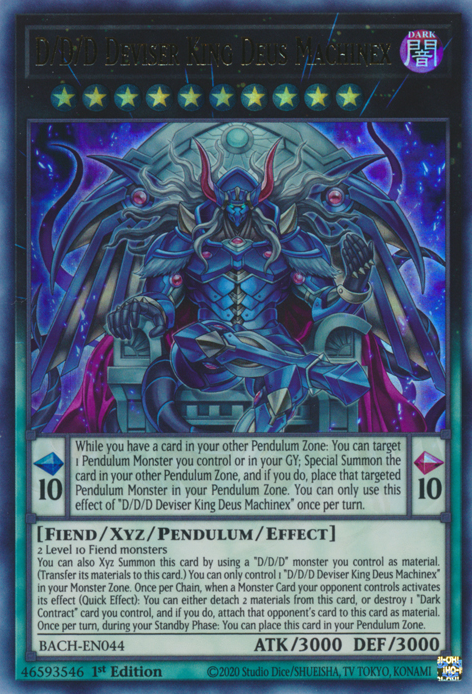 D/D/D DEVISER KING DEUS MACHINEX
DARK
闇
While you have a card in your other Pendulum Zone: You can target
1 Pendulum Monster you control or in your GY; Special Summon the
card in your other Pendulum Zone, and if you do, place that targeted
Pendulum Monster in your Pendulum Zone. You can only use this
effect of "D/D/D Deviser King Deus Machinex" once per turn.
10
10
[FIEND/XYZ/PENDULUM/EFFECT]
2 Level 10 Fiend monsters
You can also Xyz Summon this card by using a "D/D/D" monster you control as material.
(Transfer its materials to this card.) You can only control 1 "D/D/D Deviser King Deus Machinex"
in your Monster Zone. Once per Chain, when a Monster Card your opponent controls activates
its effect (Quick Effect): You can either detach 2 materials from this card, or destroy 1 "Dark
Contract" card you control, and if you do, attach that opponent's card to this card as material.
Once per turn, during your Standby Phase: You can place this card in your Pendulum Zone.
BACH-EN044
ATK/3000 DEF/3000
46593546 1st Edition
©2020 Studio Dice/SHUEISHA, TV TOKYO, KONAMI